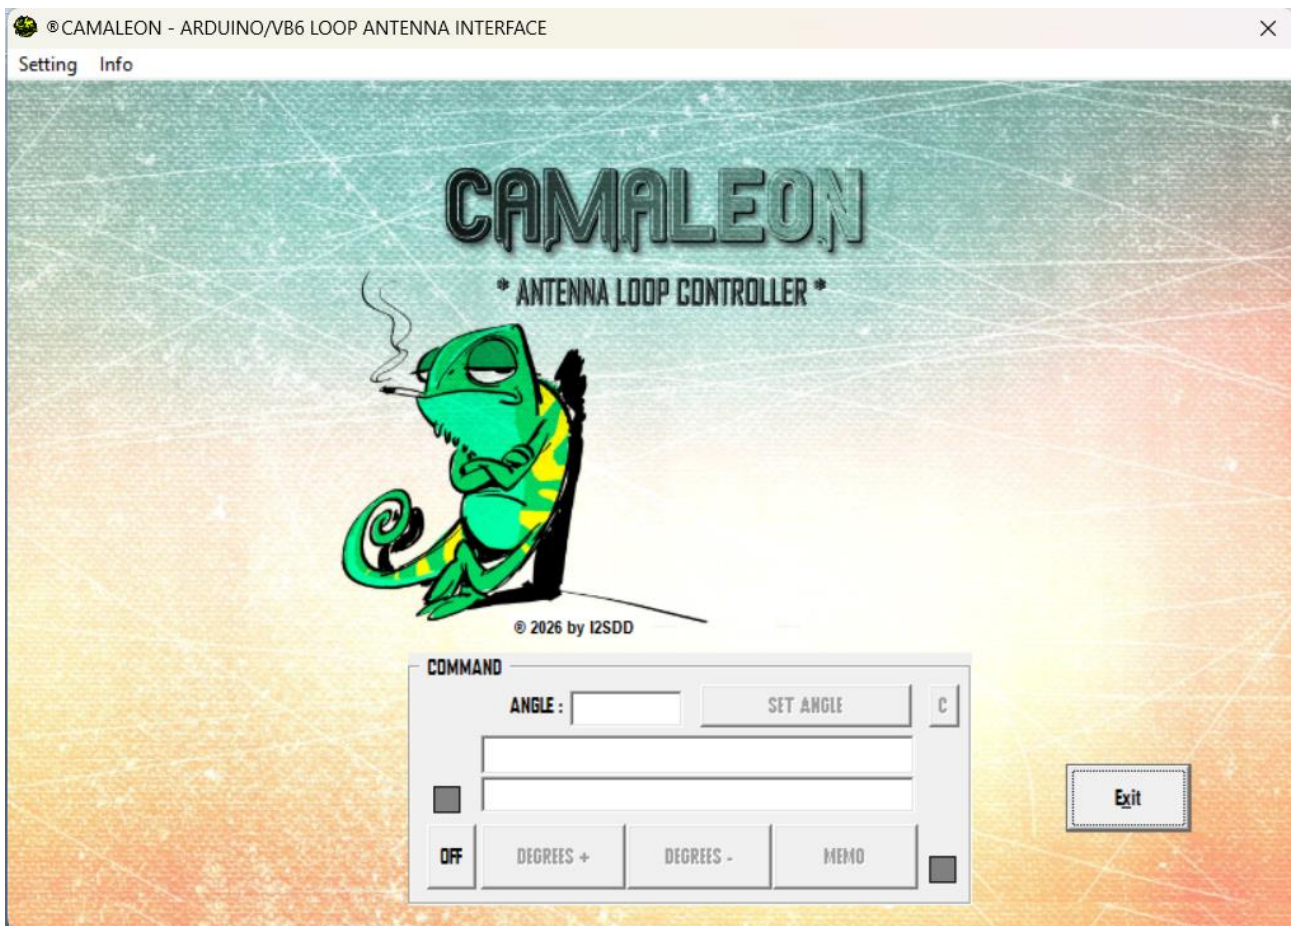 ®CAMALEON - ARDUINO/VB6 LOOP ANTENNA INTERFACE
Setting Info
CAMALEON
* ANTENNA LOOP CONTROLLER *
® 2026 by I2SDD
COMMAND
ANGLE : SET ANGLE C
Exit
OFF DEGREES + DEGREES - MEMO